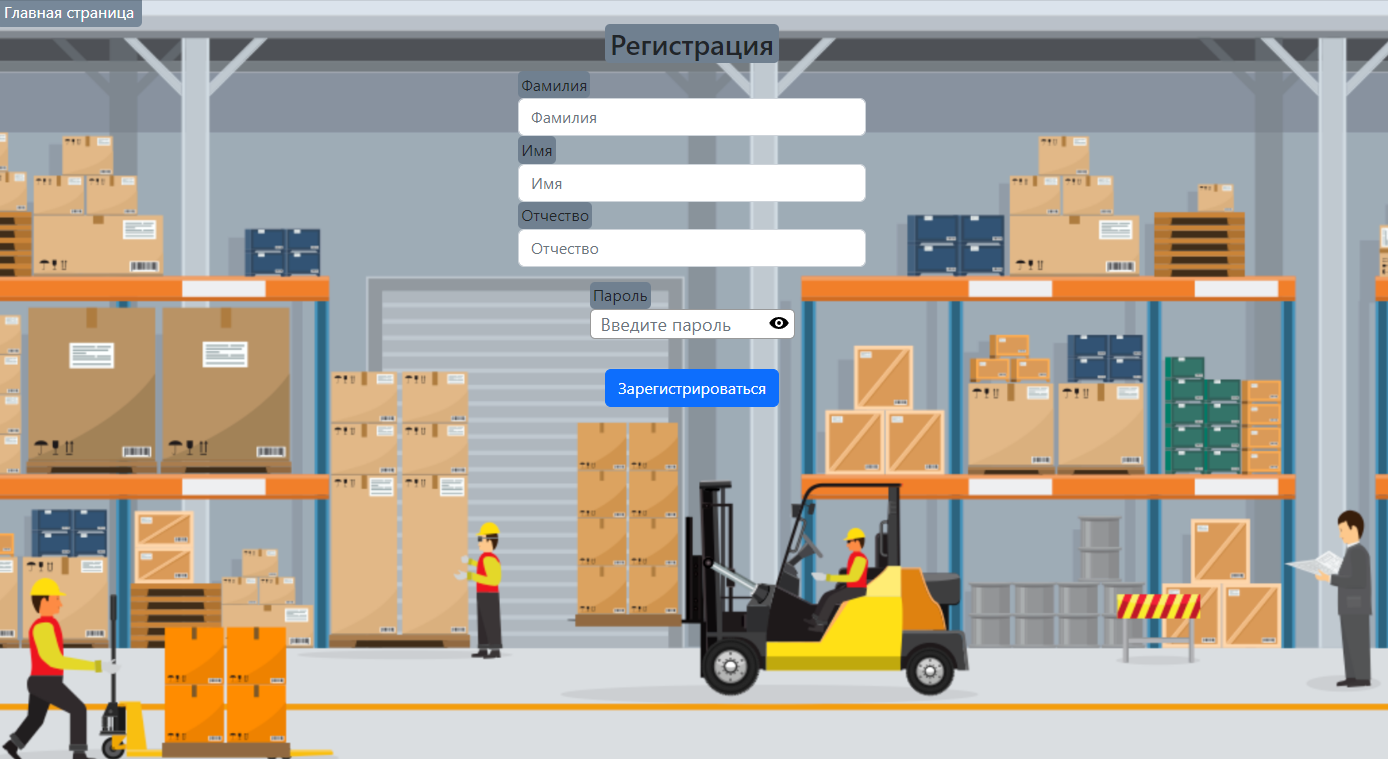 Главная страница
Регистрация
Фамилия
Фамилия
Имя
Имя
Отчество
Отчество
Пароль
Введите пароль
Зарегистрироваться